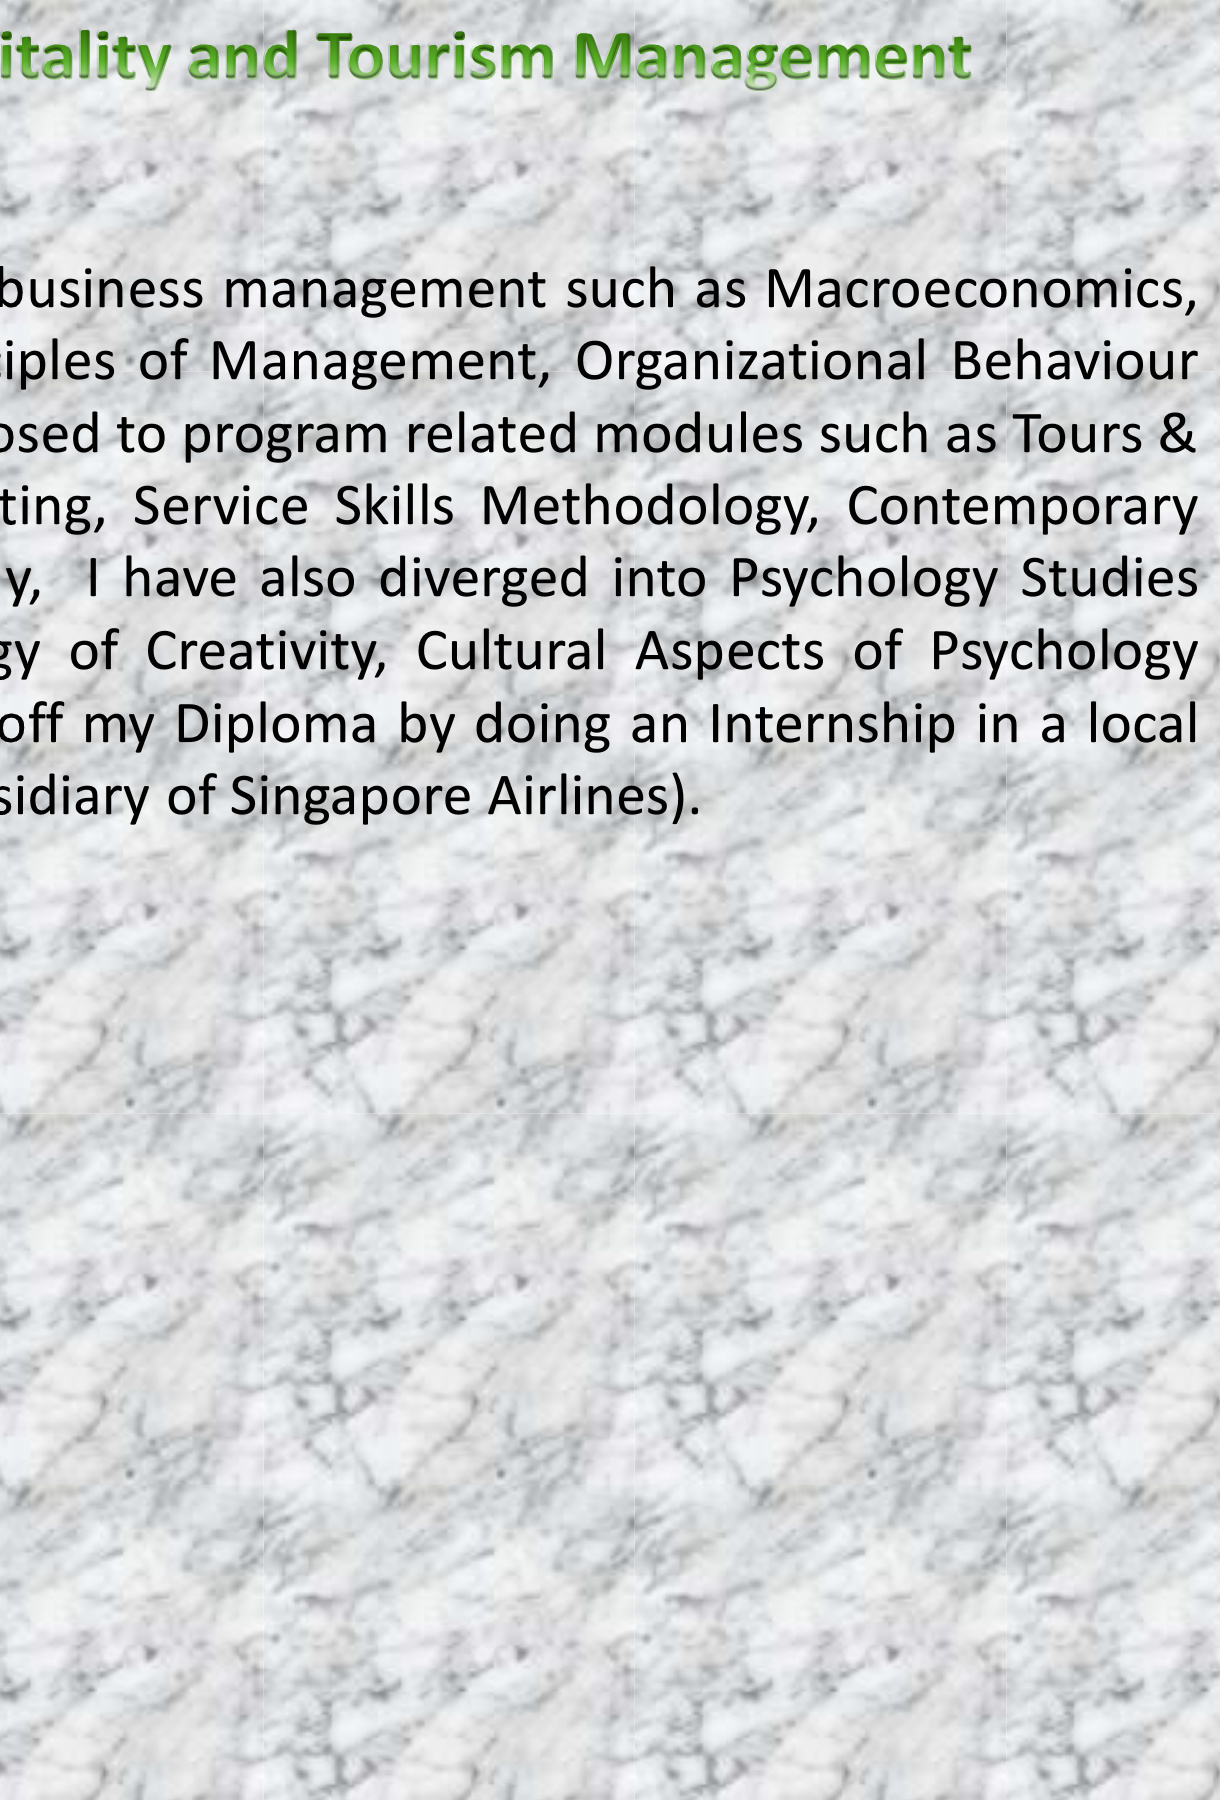 itality and Tourism Management
business management such as Macroeconomics,
ciples of Management, Organizational Behaviour
osed to program related modules such as Tours &
ting, Service Skills Methodology, Contemporary
y, I have also diverged into Psychology Studies
gy of Creativity, Cultural Aspects of Psychology
off my Diploma by doing an Internship in a local
sidiary of Singapore Airlines).